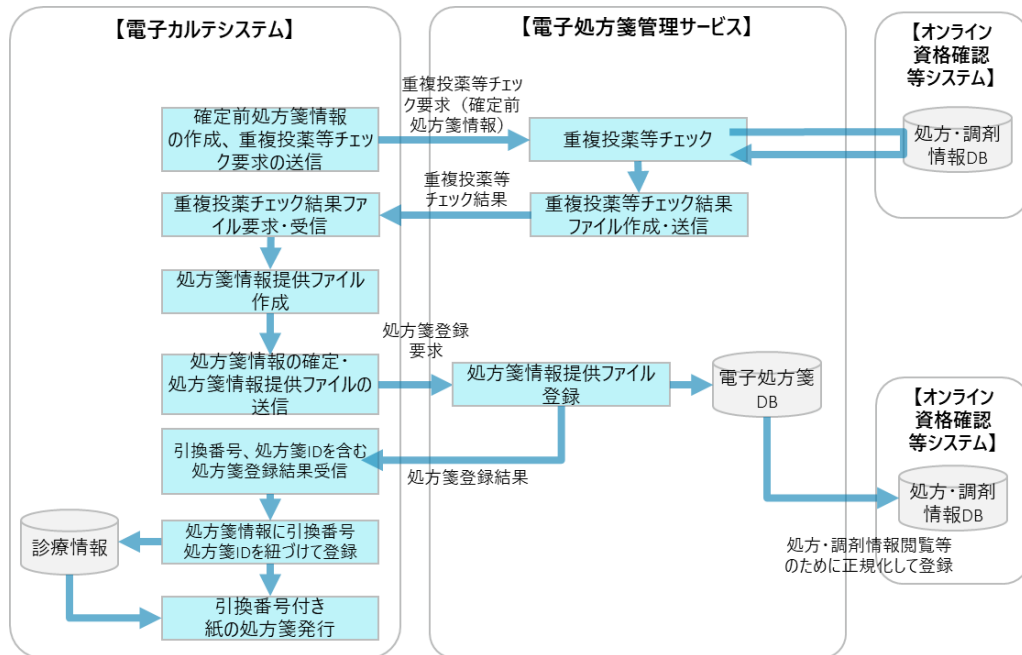 【電子カルテシステム】
【電子処方箋管理サービス】
【オンライン
資格確認
等システム】
確定前処方箋情報
の作成、重複投薬等チェッ
ク要求の送信
重複投薬等チェッ
ク要求（確定前
処方箋情報）
重複投薬等チェック
処方・調剤
情報DB
重複投薬チェック結果ファ
イル要求・受信
重複投薬等
チェック結果
重複投薬等チェック結果
ファイル作成・送信
処方箋情報提供ファイル
作成
処方箋登録
要求
処方箋情報の確定・
処方箋情報提供ファイルの
送信
処方箋情報提供ファイル
登録
電子処方箋
DB
【オンライン
資格確認
等システム】
引換番号、処方箋IDを含む
処方箋登録結果受信
処方箋登録結果
処方・調剤
情報DB
診療情報
処方箋情報に引換番号
処方箋IDを紐づけて登録
処方・調剤情報閲覧等
のために正規化して登録
引換番号付き
紙の処方箋発行